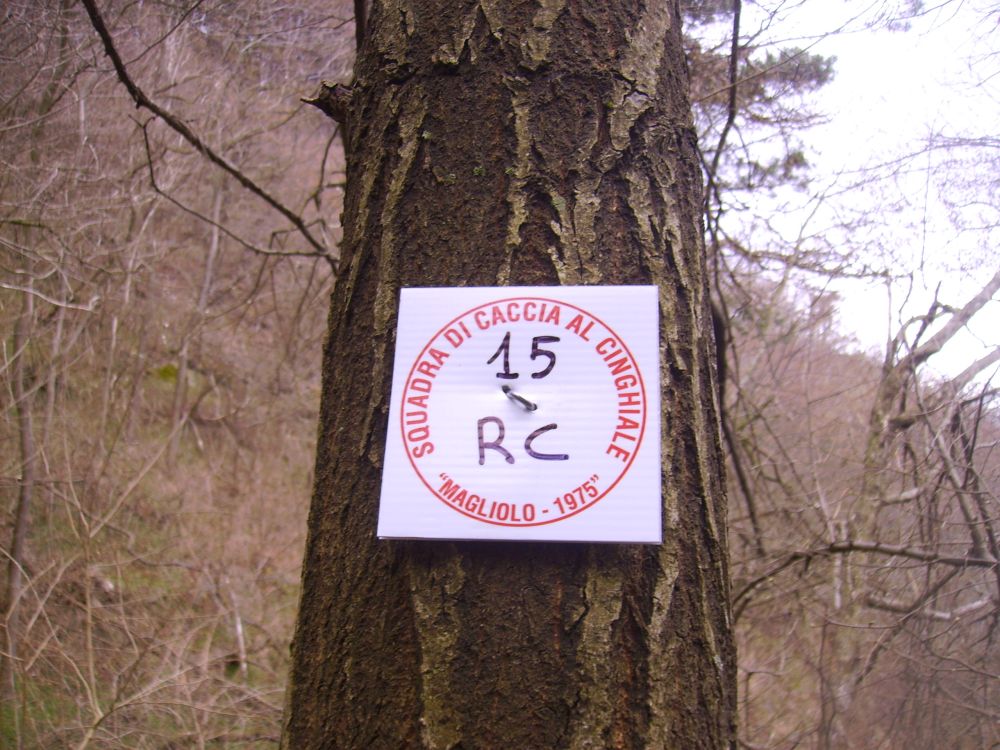 SQUADRA DI CACCIA AL CINGHIALE
15
RC
"MAGLIOLO - 1975"